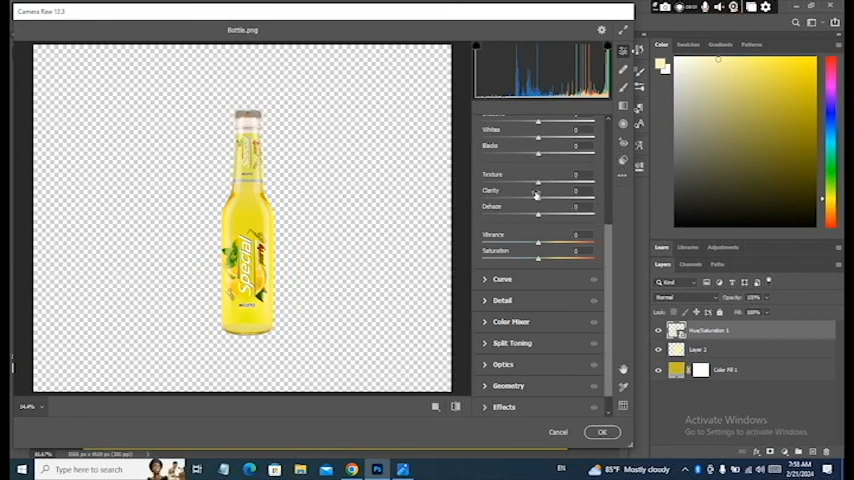 Camera Raw 12.3
Bottle.png
Whites 0
Blacks 0
Texture 0
Clarity 0
Dehaze 0
Vibrance 0
Saturation 0
Curve
Detail
Color Mixer
Split Toning
Optics
Geometry
Effects
14.4%
Cancel
OK
Special
MOJITO
Color Swatches Gradients Patterns
Learn Libraries Adjustments
Layers Channels Paths
Kind
Normal Opacity: 100%
Lock: Fill: 100%
Hue/Saturation 1
Layer 2
Color Fill 1
Activate Windows
Go to Settings to activate Windows.
Type here to search
EN
85°F Mostly cloudy
7:58 AM
2/21/2024